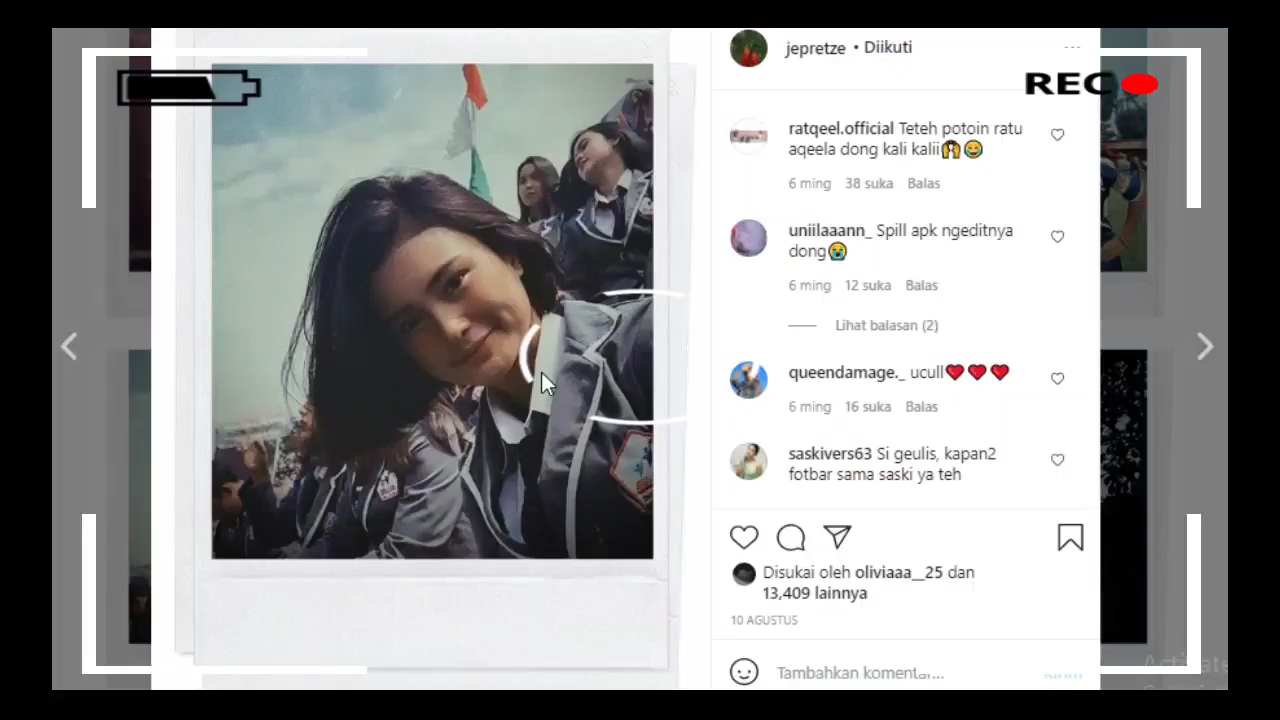 jepretze • Diikuti
REC
ratqeel.official Teteh potoin ratu
aqeela dong kali kalii🙈😂
6 ming 38 suka Balas
uniilaaann_ Spill apk ngeditnya
dong😭
6 ming 12 suka Balas
Lihat balasan (2)
queendamage._ ucull❤❤❤
6 ming 16 suka Balas
saskivers63 Si geulis, kapan2
fotbar sama saski ya teh
Disukai oleh oliviaaa__25 dan
13,409 lainnya
10 AGUSTUS
Tambahkan komentar...